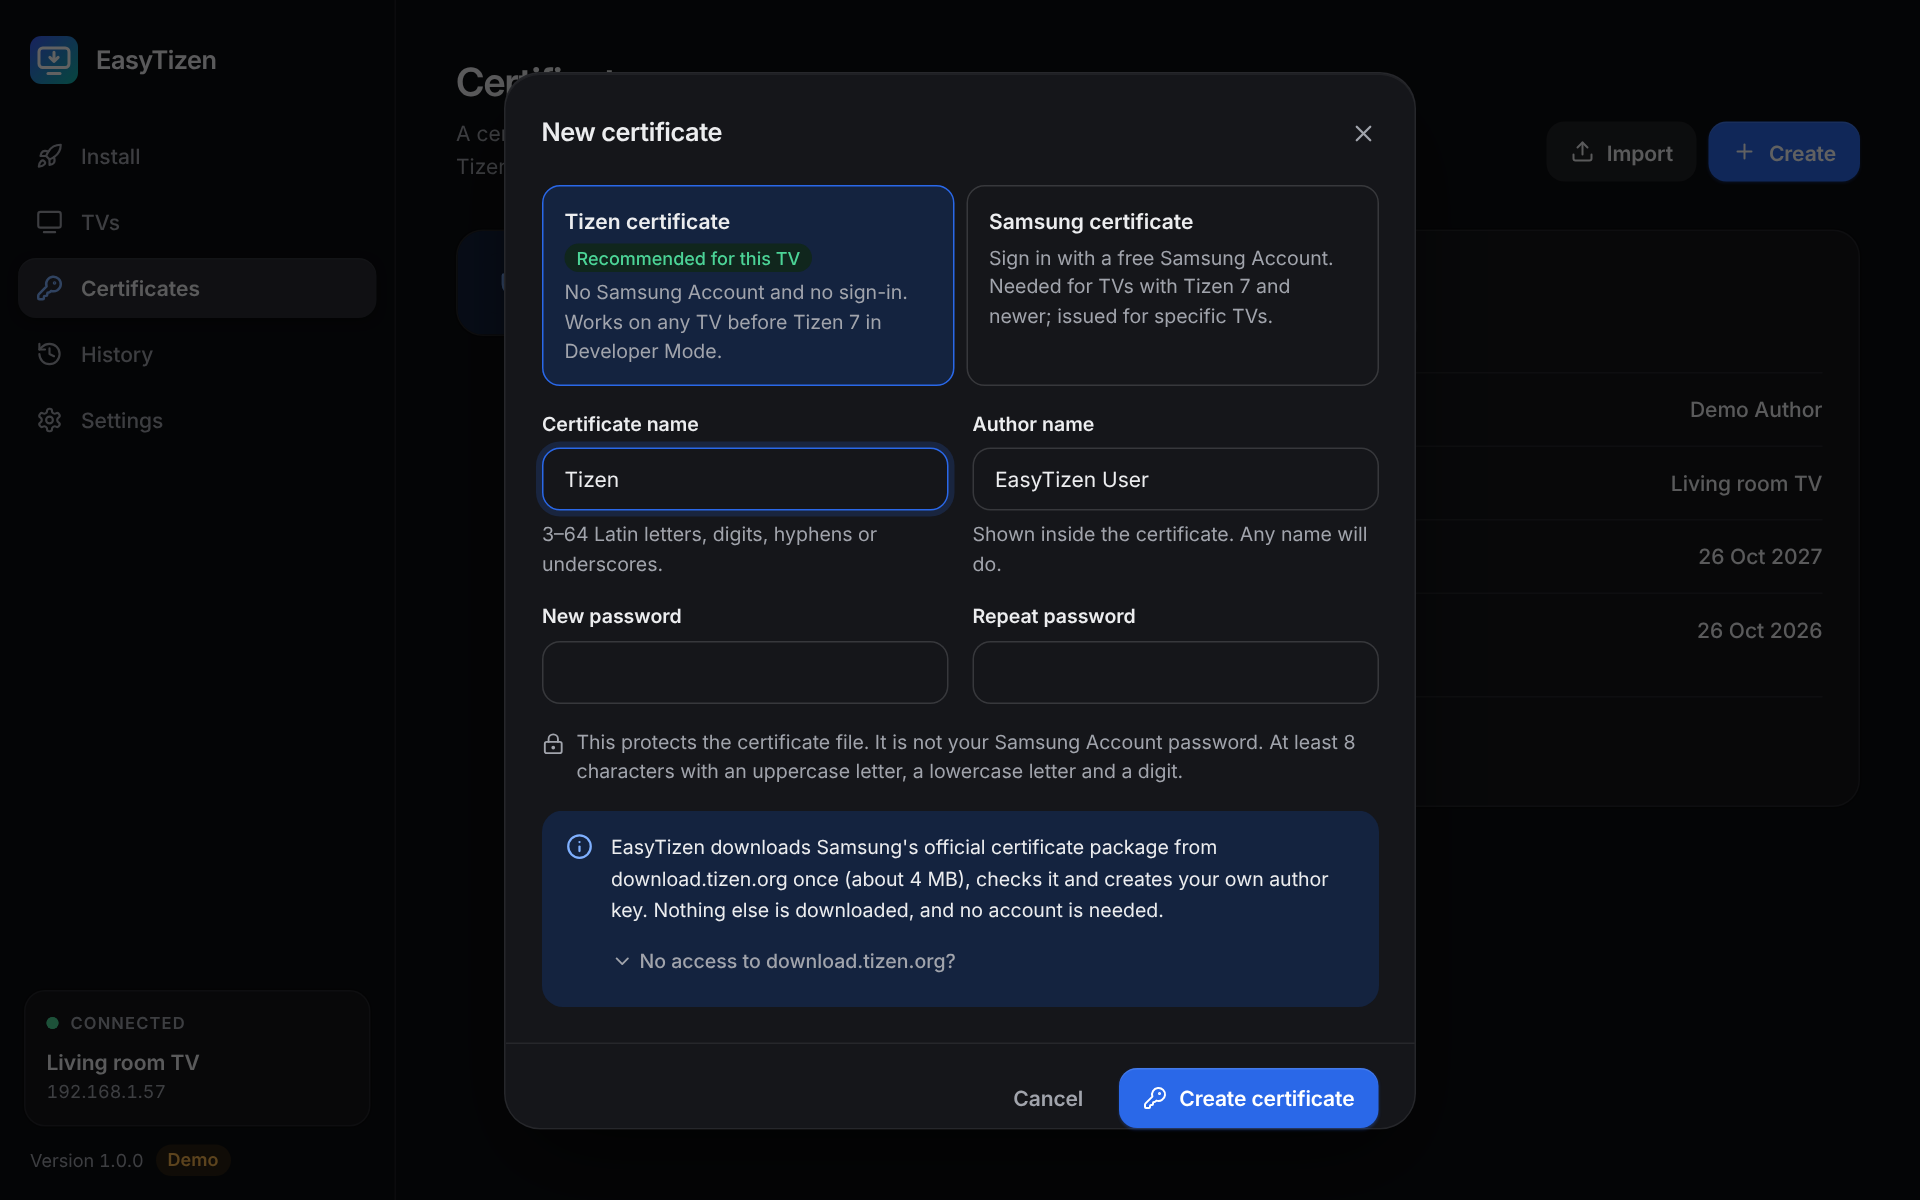 EasyTizen
Install
TVs
Certificates
History
Settings
CONNECTED
Living room TV
192.168.1.57
Version 1.0.0
Demo
A
Import
Create
Demo Author
Living room TV
26 Oct 2027
26 Oct 2026
New certificate
Tizen certificate
Recommended for this TV
No Samsung Account and no sign-in.
Works on any TV before Tizen 7 in
Developer Mode.
Samsung certificate
Sign in with a free Samsung Account.
Needed for TVs with Tizen 7 and
newer; issued for specific TVs.
Certificate name
Author name
Tizen
EasyTizen User
3–64 Latin letters, digits, hyphens or
underscores.
Shown inside the certificate. Any name will
do.
New password
Repeat password
This protects the certificate file. It is not your Samsung Account password. At least 8
characters with an uppercase letter, a lowercase letter and a digit.
EasyTizen downloads Samsung's official certificate package from
download.tizen.org once (about 4 MB), checks it and creates your own author
key. Nothing else is downloaded, and no account is needed.
No access to download.tizen.org?
Cancel
Create certificate